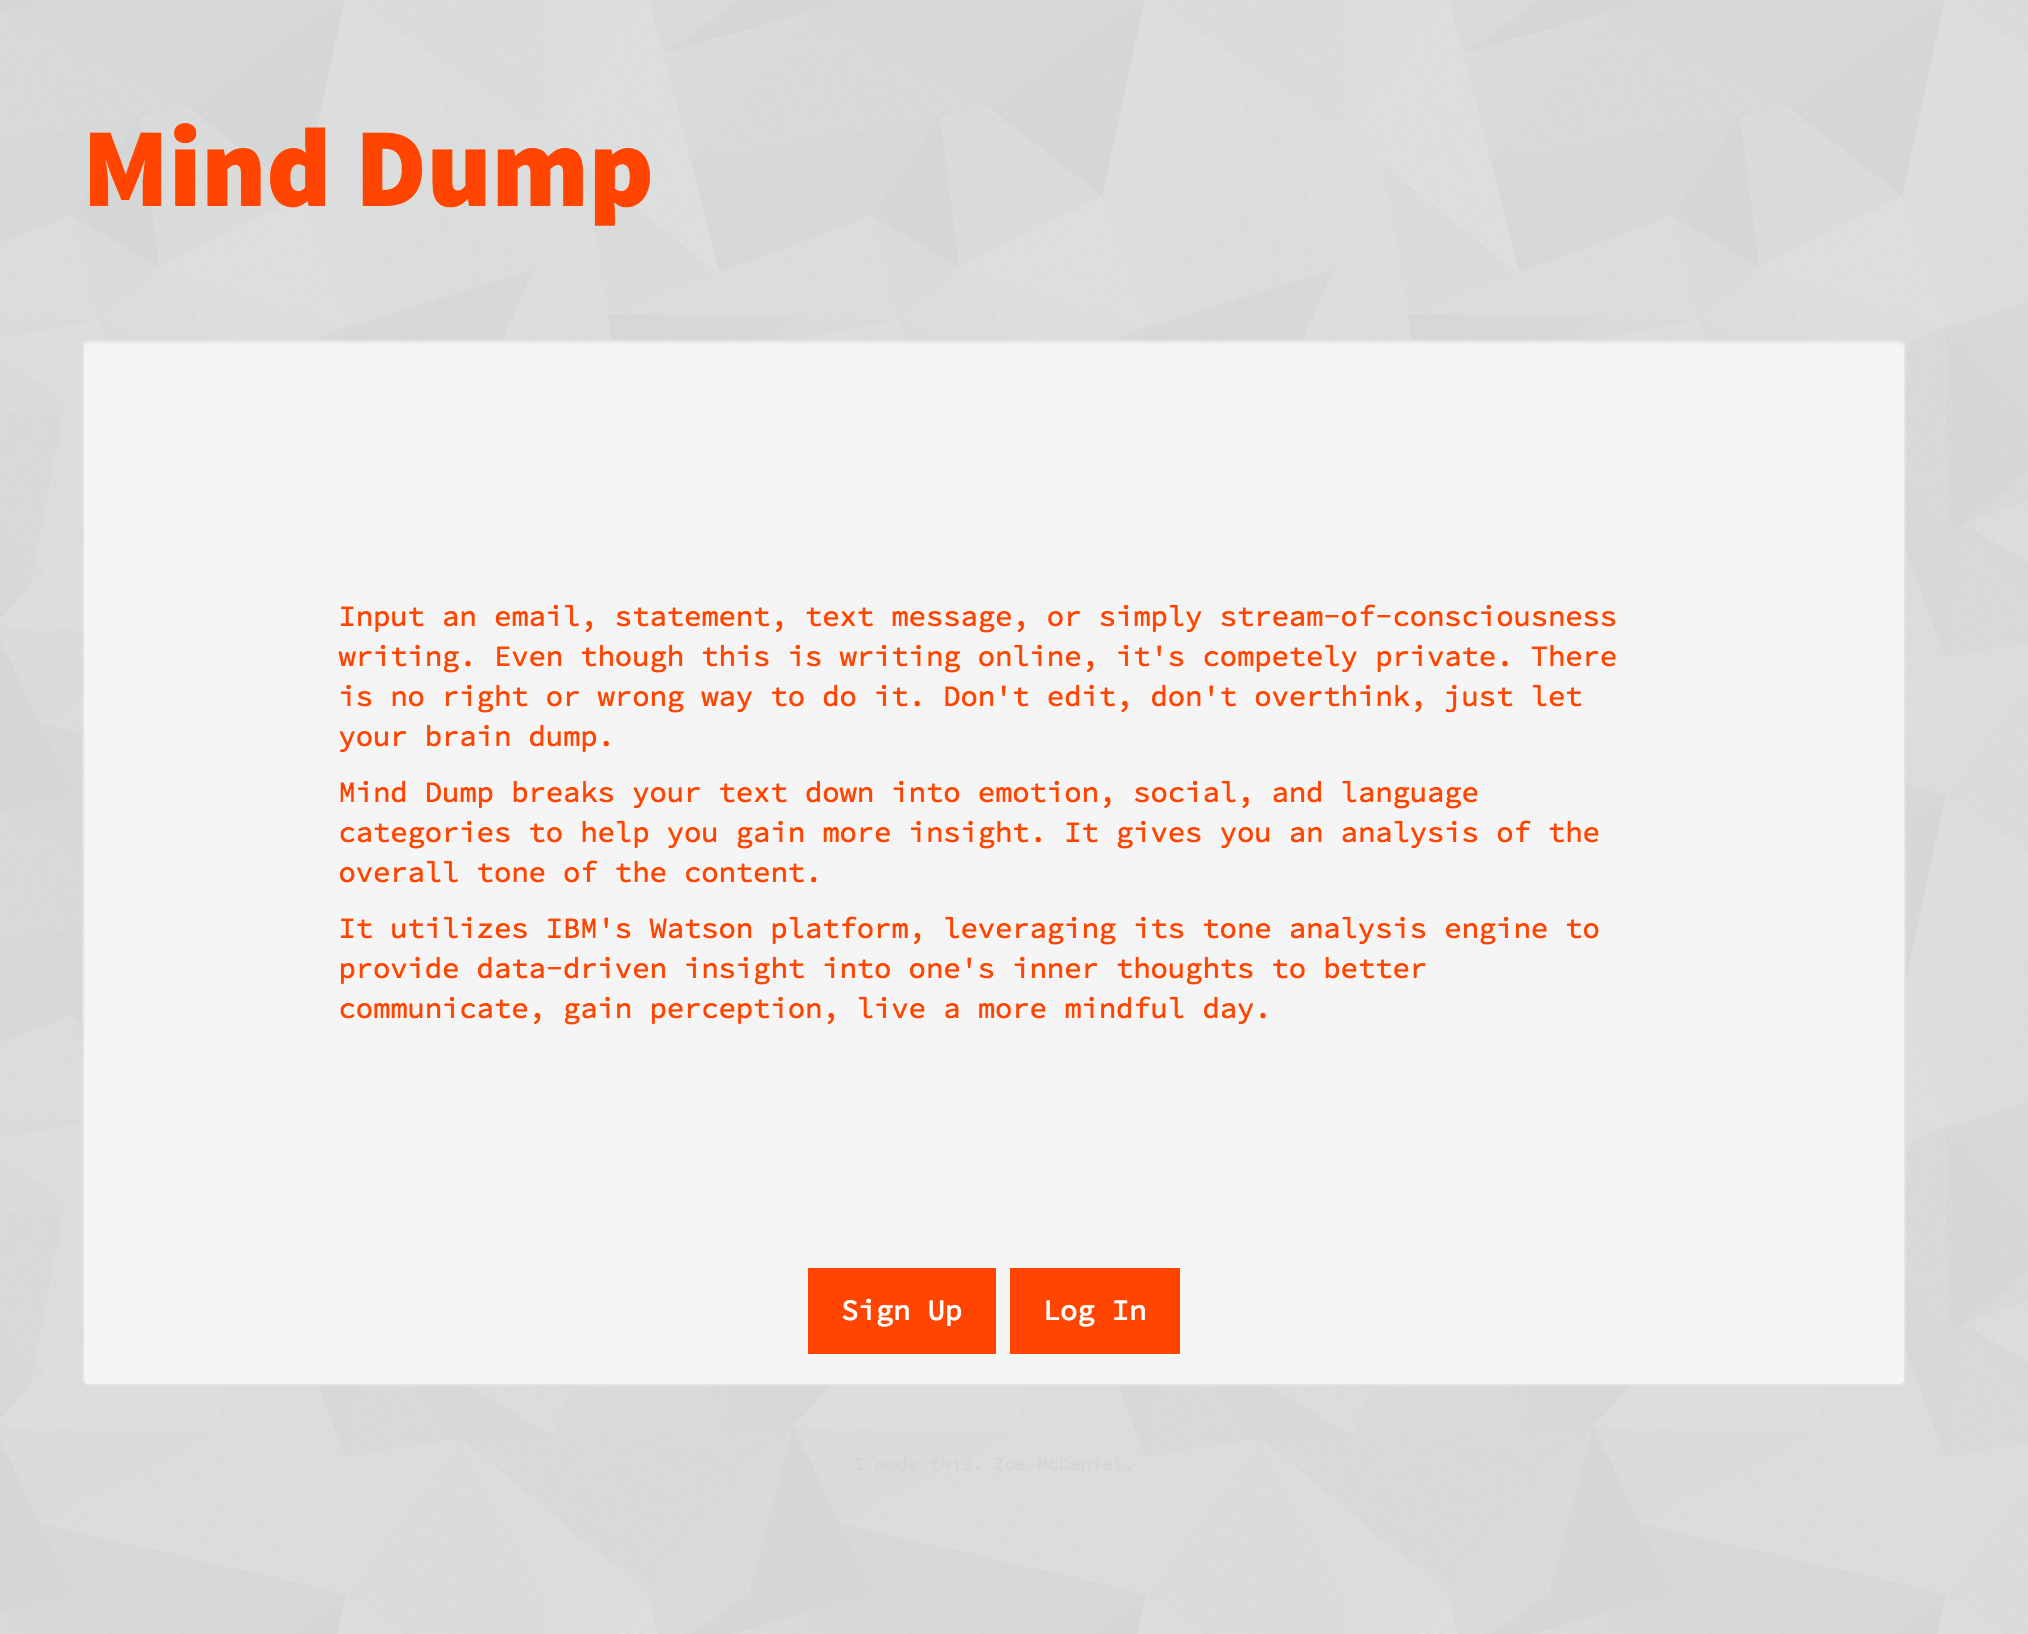 Mind Dump
Input an email, statement, text message, or simply stream-of-consciousness
writing. Even though this is writing online, it's competely private. There
is no right or wrong way to do it. Don't edit, don't overthink, just let
your brain dump.
Mind Dump breaks your text down into emotion, social, and language
categories to help you gain more insight. It gives you an analysis of the
overall tone of the content.
It utilizes IBM's Watson platform, leveraging its tone analysis engine to
provide data-driven insight into one's inner thoughts to better
communicate, gain perception, live a more mindful day.
Sign Up Log In
I made this. Zoe McDaniel.